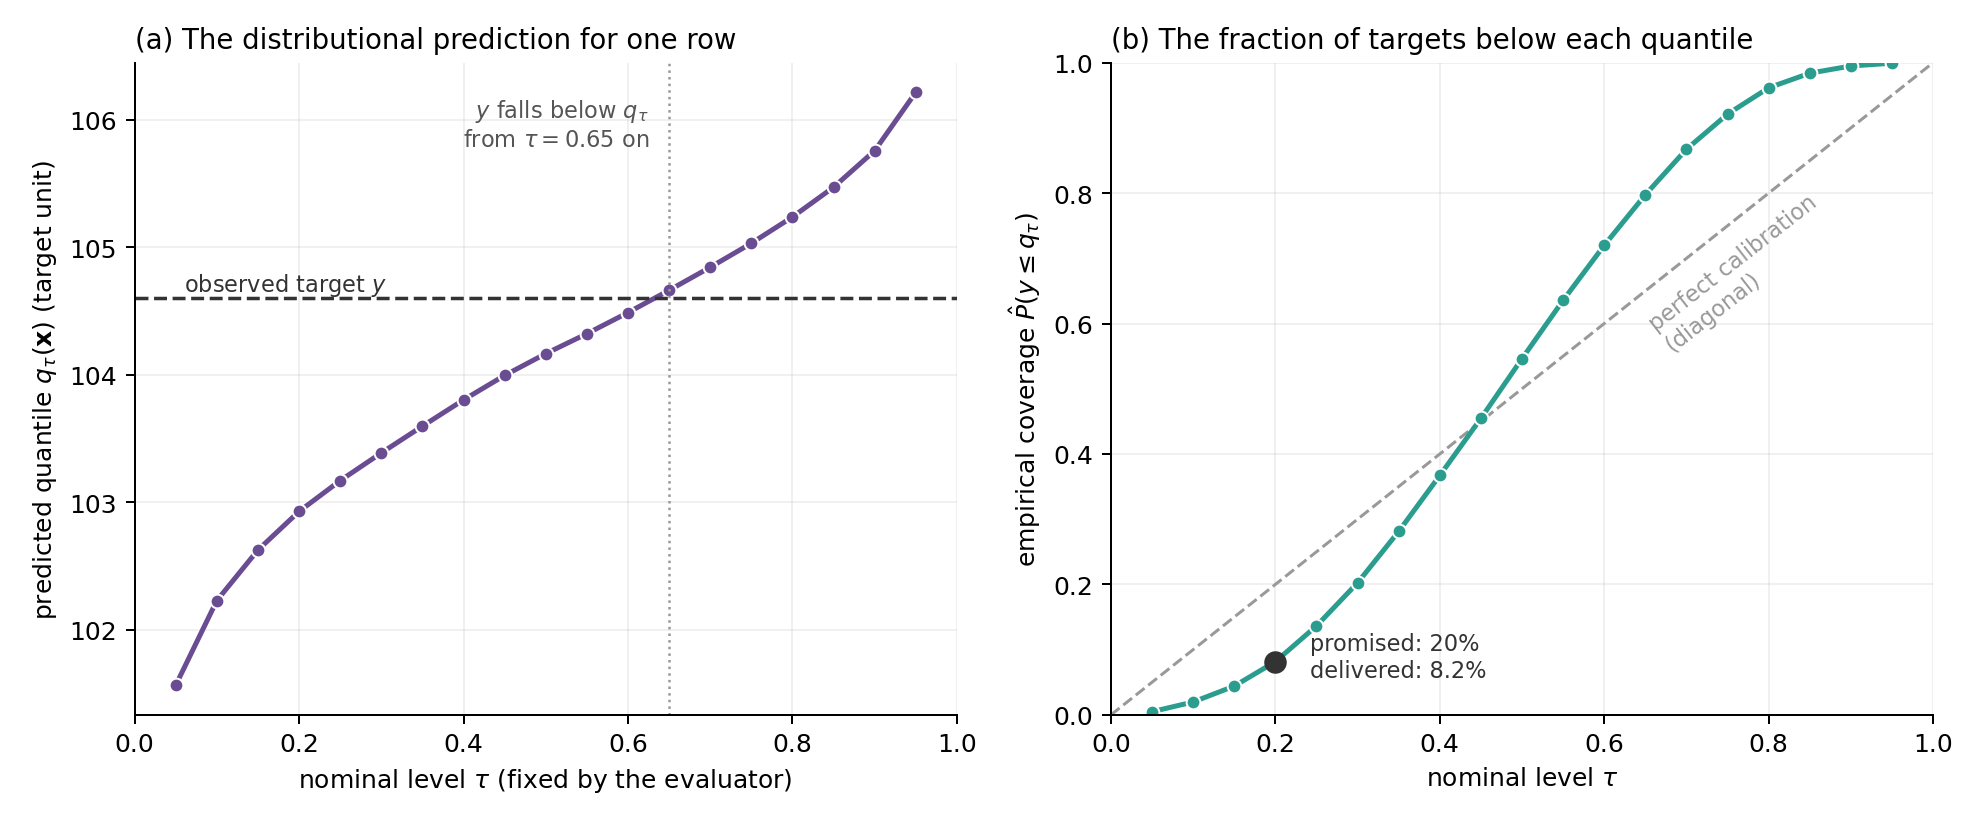 (a) The distributional prediction for one row
predicted quantile qτ(x) (target unit)
106
105
104
103
102
y falls below qτ
from τ = 0.65 on
observed target y
0.0 0.2 0.4 0.6 0.8 1.0
nominal level τ (fixed by the evaluator)
(b) The fraction of targets below each quantile
empirical coverage P̂(y ≤ qτ)
1.0
0.8
0.6
0.4
0.2
0.0
perfect calibration
(diagonal)
promised: 20%
delivered: 8.2%
0.0 0.2 0.4 0.6 0.8 1.0
nominal level τ